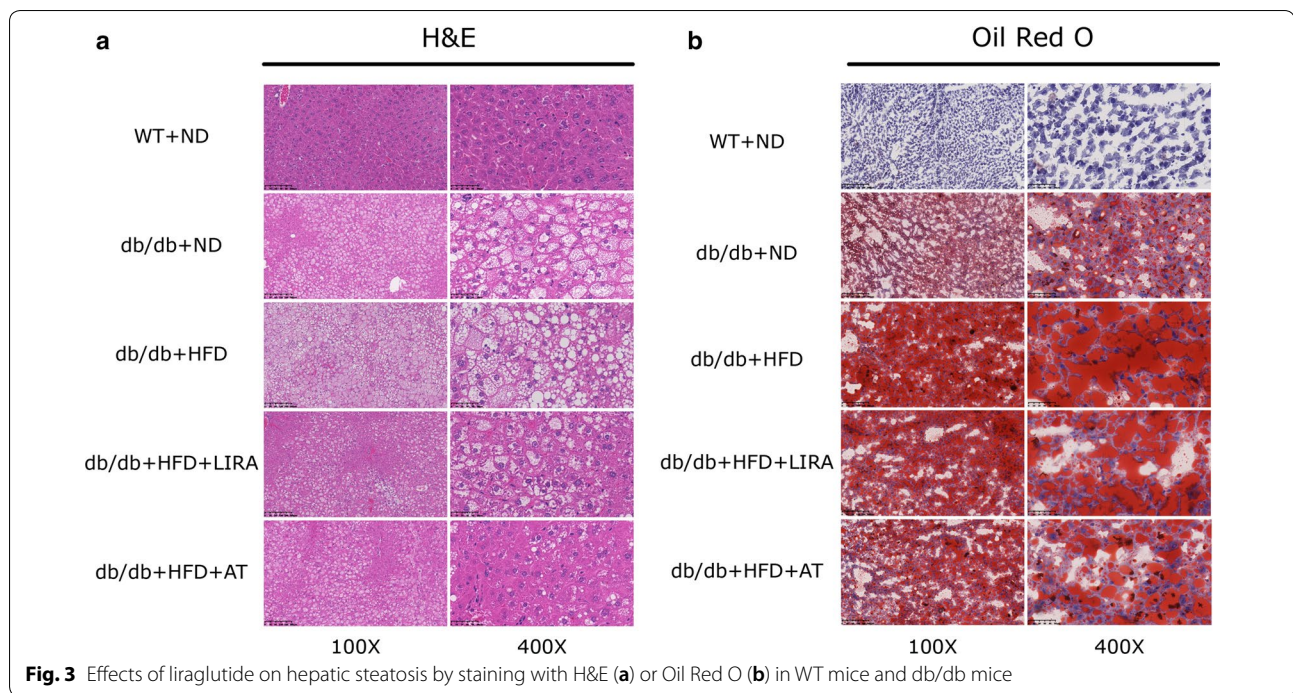 a
H&E
WT+ND
db/db+ND
db/db+HFD
db/db+HFD+LIRA
db/db+HFD+AT
100X 400X
b
Oil Red O
WT+ND
db/db+ND
db/db+HFD
db/db+HFD+LIRA
db/db+HFD+AT
100X 400X
Fig. 3 Effects of liraglutide on hepatic steatosis by staining with H&E (a) or Oil Red O (b) in WT mice and db/db mice